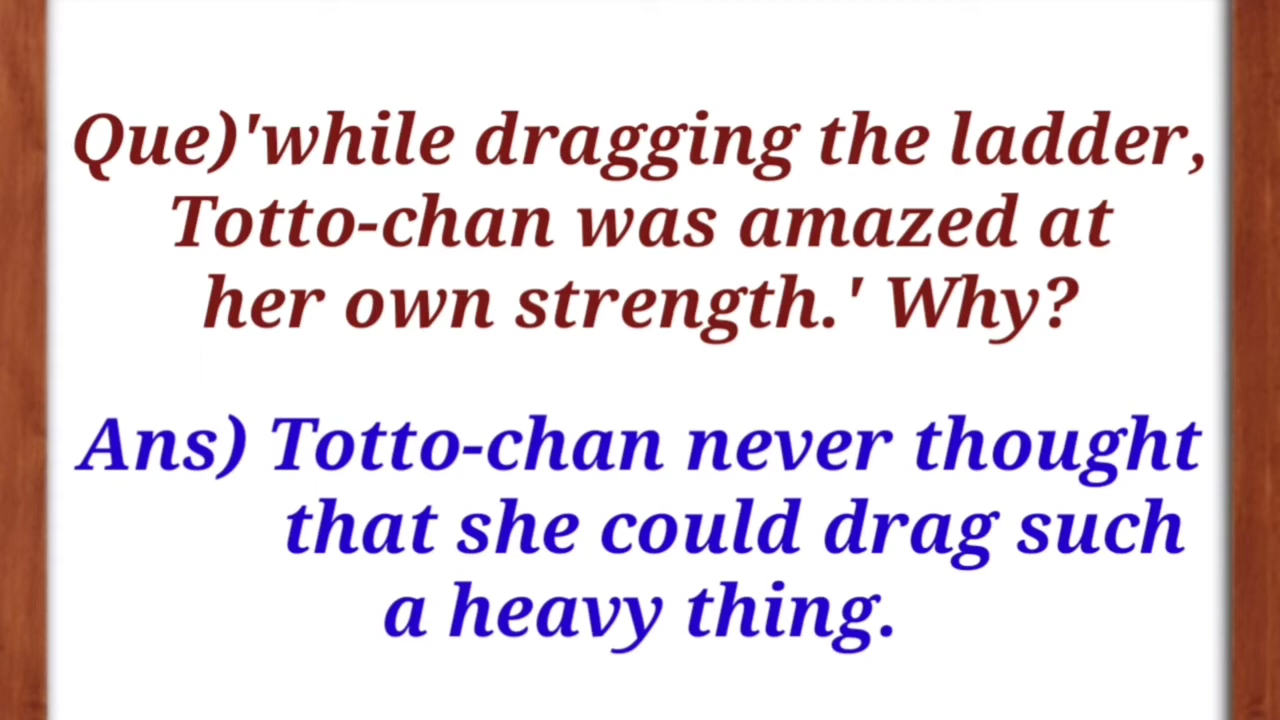 Que)'while dragging the ladder,
Totto-chan was amazed at
her own strength.' Why?
Ans) Totto-chan never thought
that she could drag such
a heavy thing.